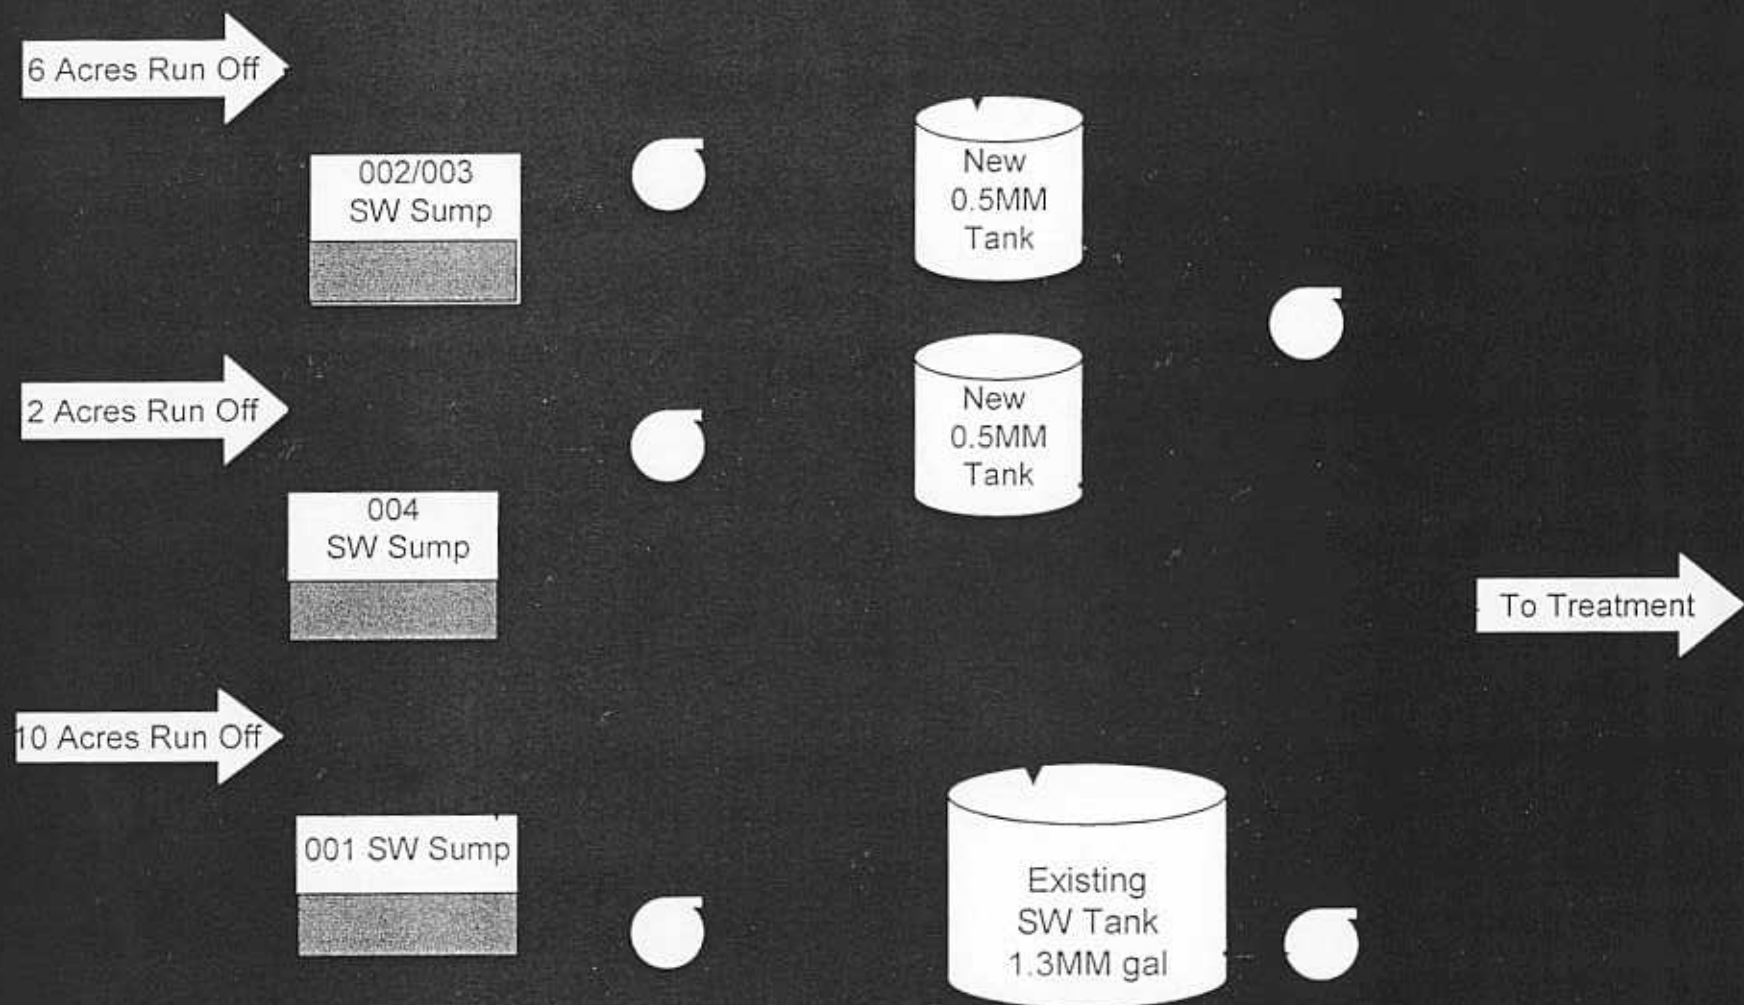 6 Acres Run Off
002/003
SW Sump
New
0.5MM
Tank
2 Acres Run Off
New
0.5MM
Tank
004
SW Sump
To Treatment
10 Acres Run Off
001 SW Sump
Existing
SW Tank
1.3MM gal